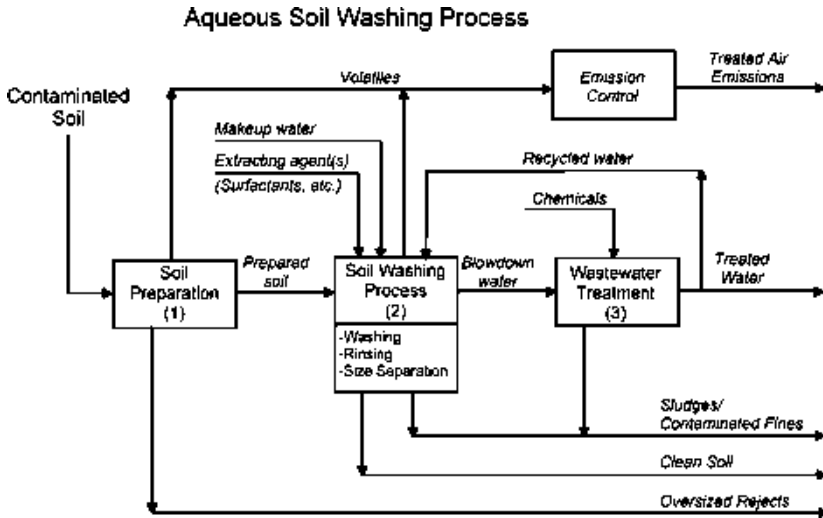 Aqueous Soil Washing Process
Contaminated
Soil
Volatiles
Emission
Control
Treated Air
Emissions
Makeup water
Extracting agent(s)
(Surfactants, etc.)
Recycled water
Chemicals
Soil
Preparation
(1)
Prepared
soil
Soil Washing
Process
(2)
-Washing
-Rinsing
-Size Separation
Blowdown
water
Wastewater
Treatment
(3)
Treated
Water
Sludges/
Contaminated Fines
Clean Soil
Oversized Rejects